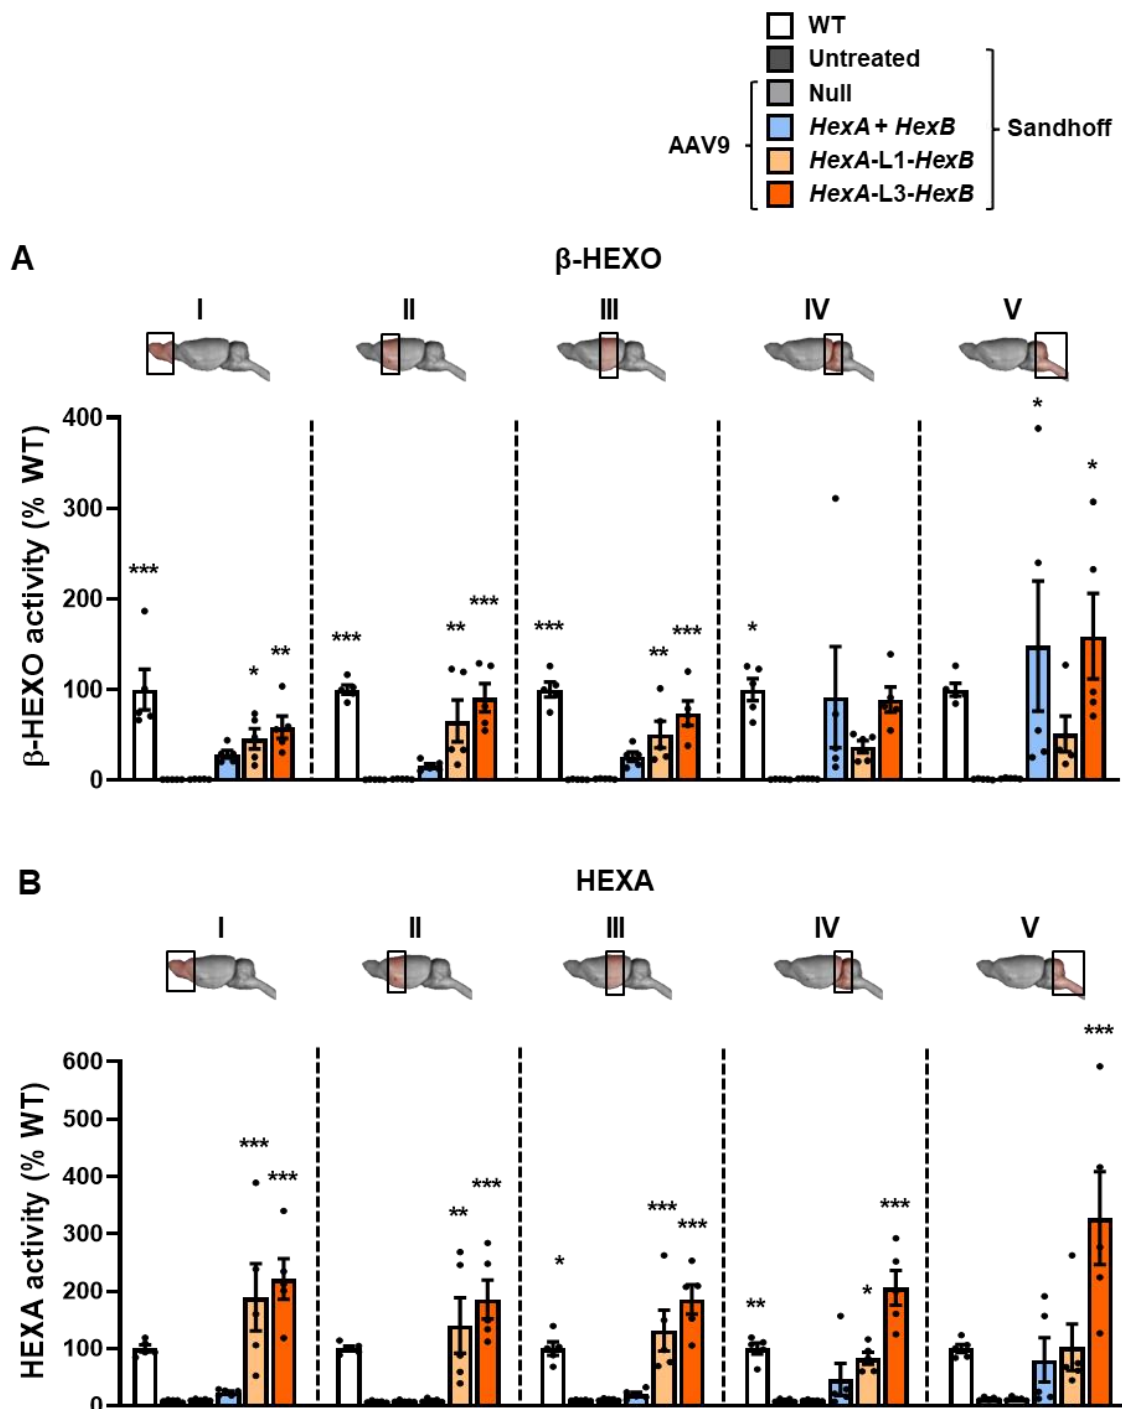 WT
Untreated
Null
HexA + HexB
HexA-L1-HexB
HexA-L3-HexB
AAV9
Sandhoff
A
β-HEXO
I II III IV V
β-HEXO activity (% WT)
400
300
200
100
0
*** * ** *** ** *** *** ** *** * * *
B
HEXA
I II III IV V
HEXA activity (% WT)
600
500
400
300
200
100
0
*** *** ** *** * *** *** ** * *** ***